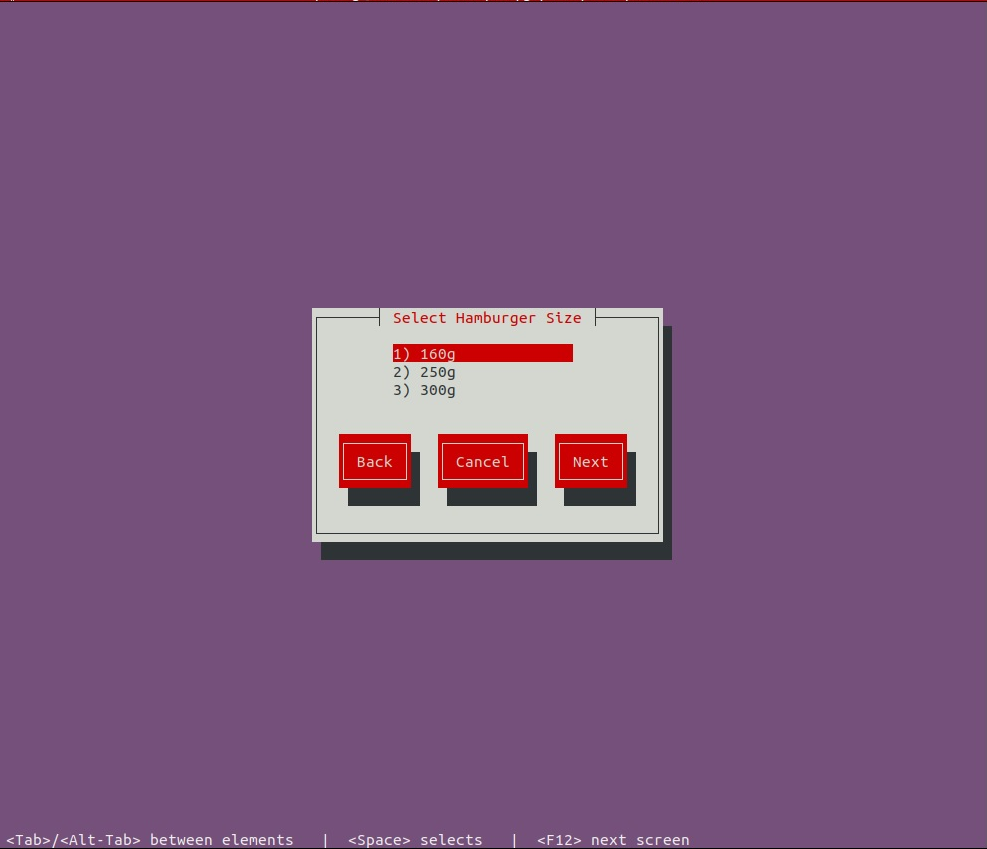 Select Hamburger Size
1) 160g
2) 250g
3) 300g
Back Cancel Next
<Tab>/<Alt-Tab> between elements | <Space> selects | <F12> next screen